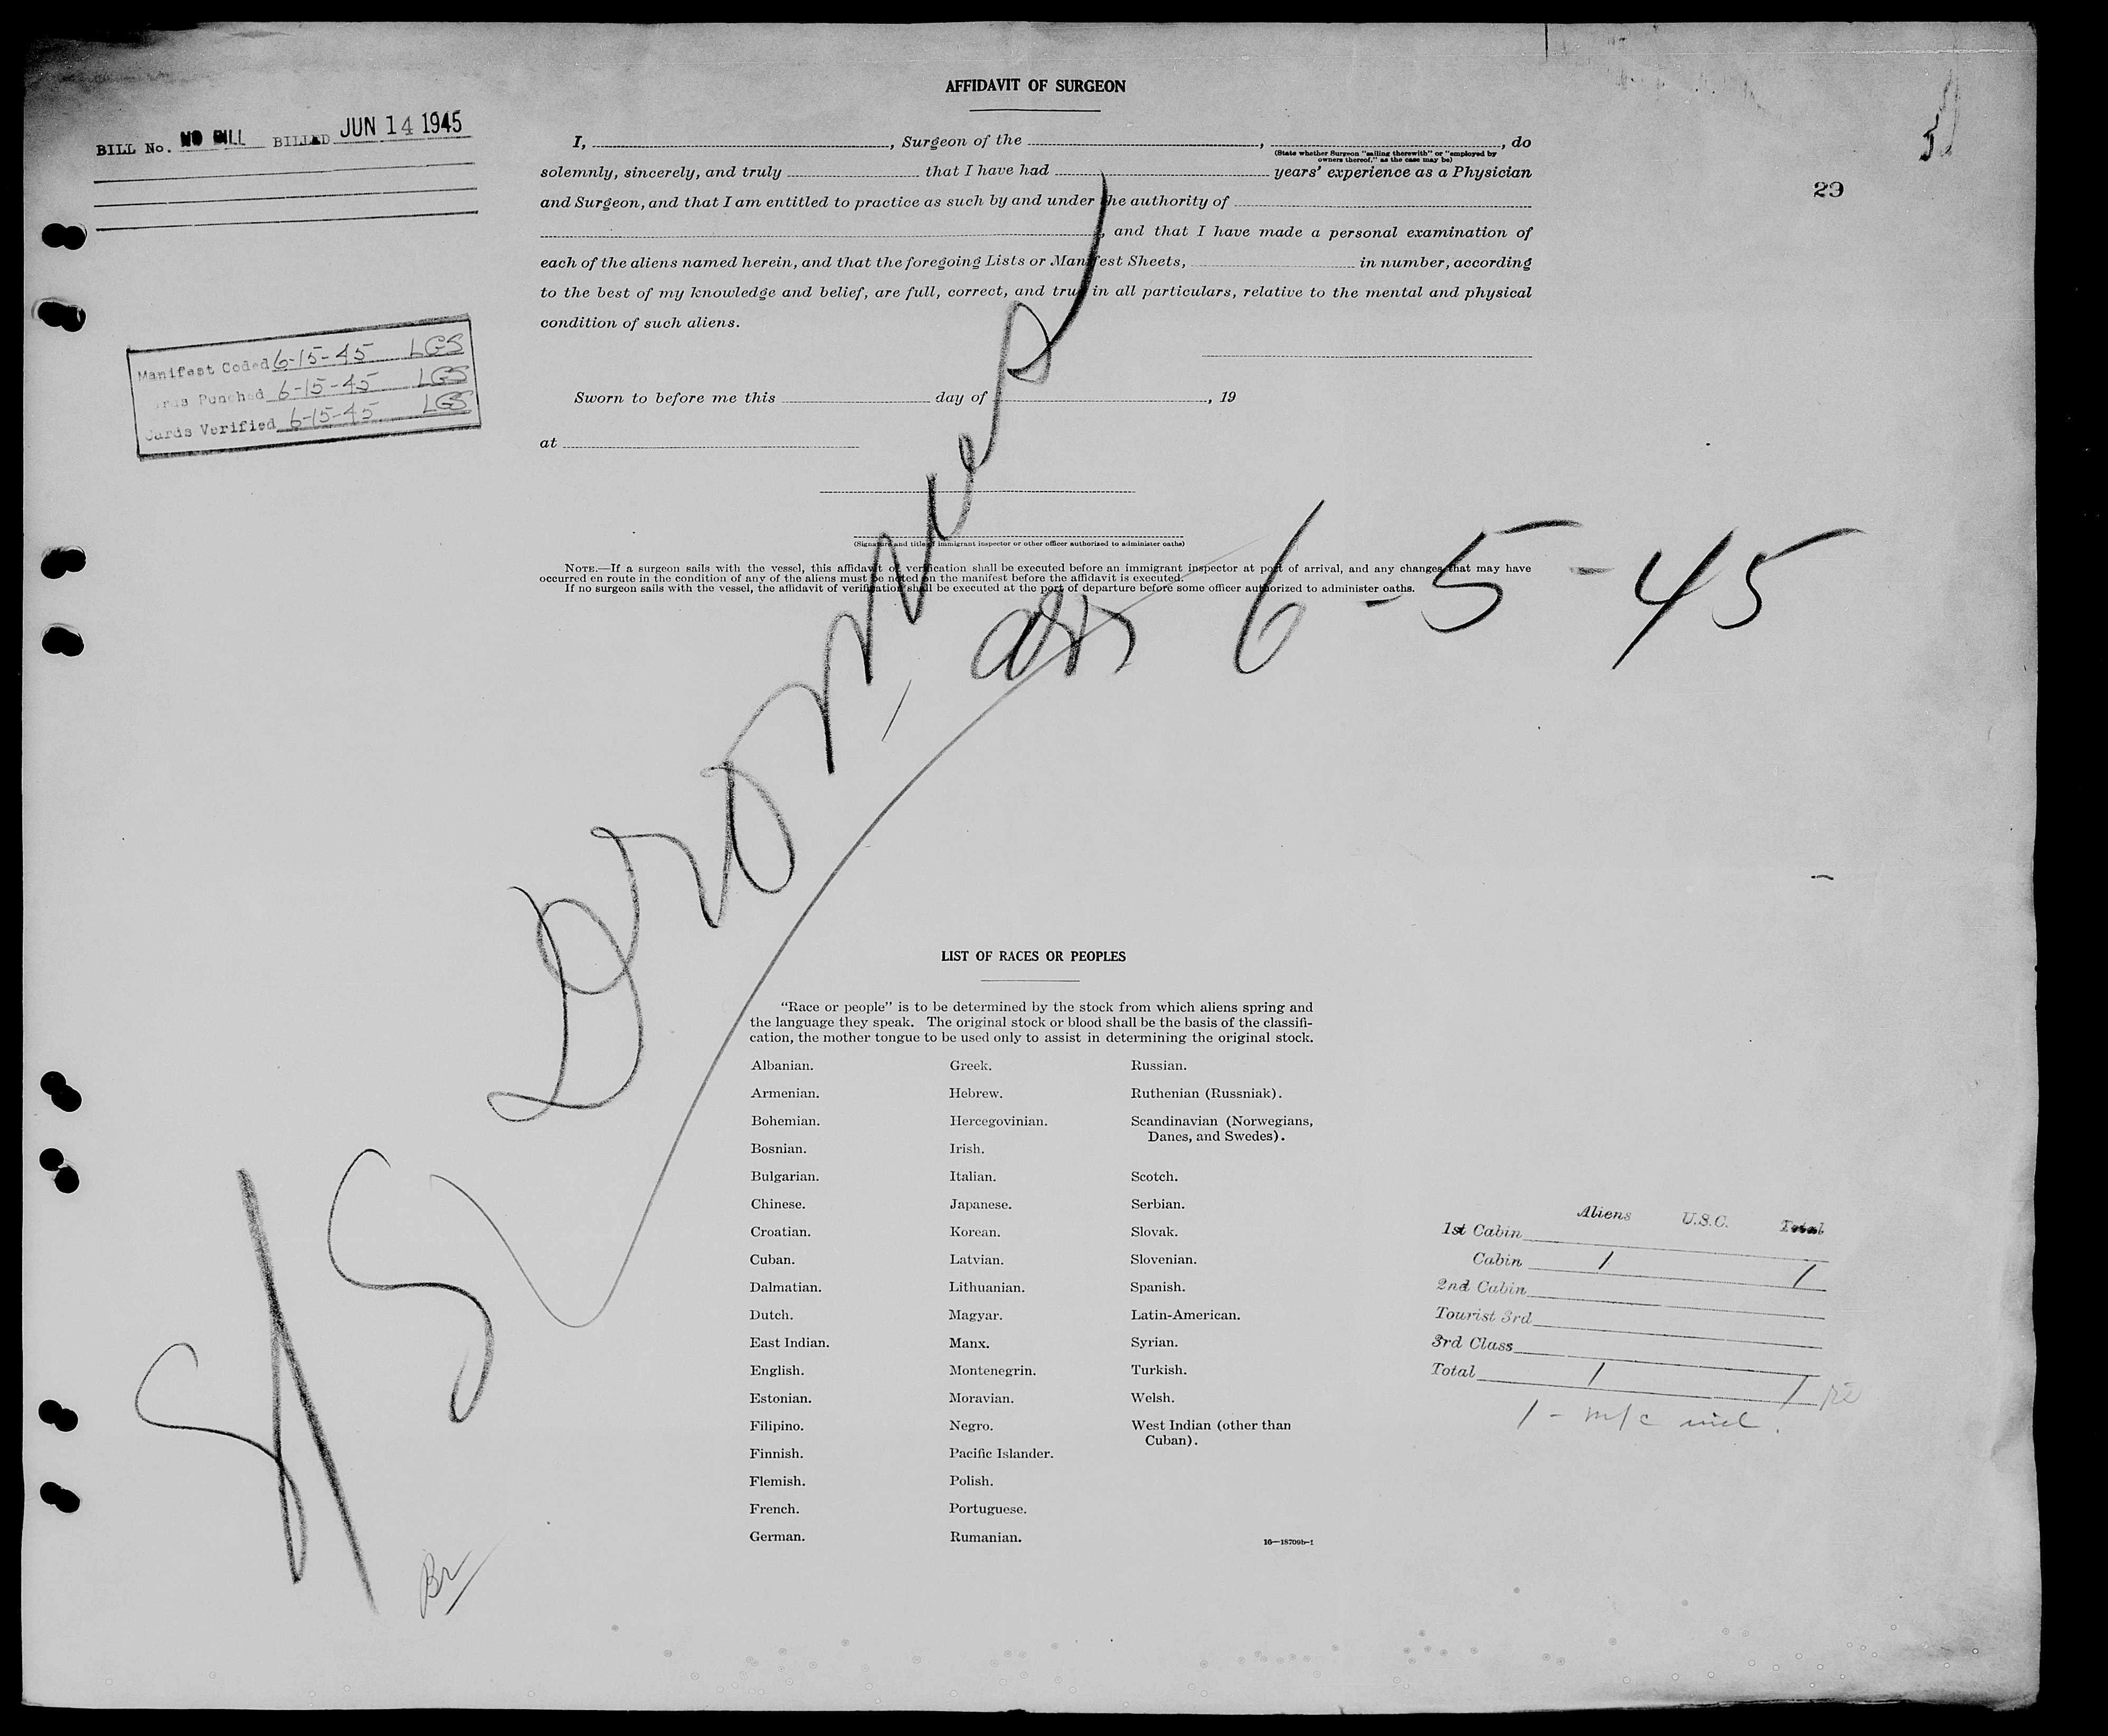 AFFIDAVIT OF SURGEON
BILL No. NO BILL BILLED JUN 14 1945
I, , Surgeon of the , , do
(State whether Surgeon "sailing therewith" or "employed by
owners thereof," as the case may be)
solemnly, sincerely, and truly that I have had years' experience as a Physician
and Surgeon, and that I am entitled to practice as such by and under the authority of
, and that I have made a personal examination of
each of the aliens named herein, and that the foregoing Lists or Manifest Sheets, in number, according
to the best of my knowledge and belief, are full, correct, and true in all particulars, relative to the mental and physical
condition of such aliens.
29
Manifest Coded 6-15-45 LGS
Cards Punched 6-15-45 LGS
Cards Verified 6-15-45 LGS
Sworn to before me this day of , 19
at
(Signature and title of immigrant inspector or other officer authorized to administer oaths)
NOTE.—If a surgeon sails with the vessel, this affidavit of verification shall be executed before an immigrant inspector at port of arrival, and any changes that may have
occurred en route in the condition of any of the aliens must be noted on the manifest before the affidavit is executed.
If no surgeon sails with the vessel, the affidavit of verification shall be executed at the port of departure before some officer authorized to administer oaths.
S/S
arr 6-5-45
LIST OF RACES OR PEOPLES
"Race or people" is to be determined by the stock from which aliens spring and
the language they speak. The original stock or blood shall be the basis of the classifi-
cation, the mother tongue to be used only to assist in determining the original stock.
Albanian. Greek. Russian.
Armenian. Hebrew. Ruthenian (Russniak).
Bohemian. Hercegovinian. Scandinavian (Norwegians,
Danes, and Swedes).
Bosnian. Irish.
Bulgarian. Italian. Scotch.
Chinese. Japanese. Serbian.
Croatian. Korean. Slovak.
Cuban. Latvian. Slovenian.
Dalmatian. Lithuanian. Spanish.
Dutch. Magyar. Latin-American.
East Indian. Manx. Syrian.
English. Montenegrin. Turkish.
Estonian. Moravian. Welsh.
Filipino. Negro. West Indian (other than
Cuban).
Finnish. Pacific Islander.
Flemish. Polish.
French. Portuguese.
German. Rumanian.
16—18709b-1
Aliens U.S.C. Total
1st Cabin
Cabin 1 1
2nd Cabin
Tourist 3rd
3rd Class
Total 1 1
1 - m/c incl.
Br